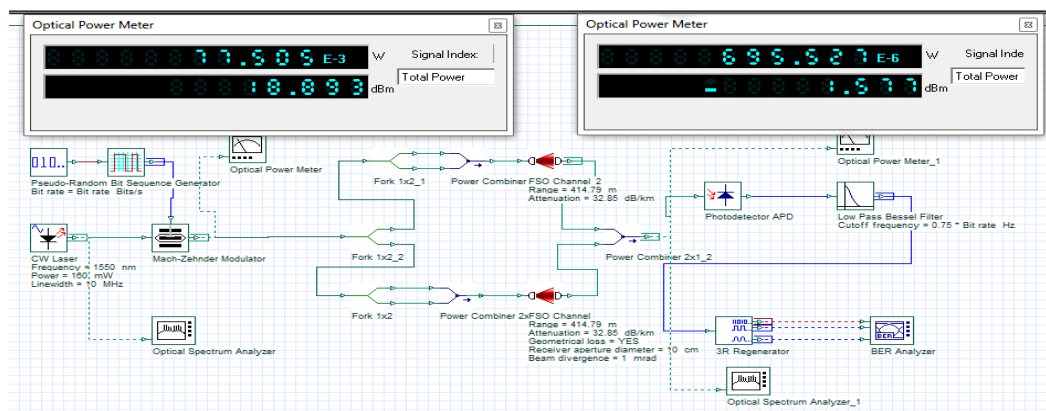 Optical Power Meter
77.505 E-3 W
Signal Index:
18.893 dBm
Total Power
Optical Power Meter
695.527 E-6 W
Signal Inde
- 1.577 dBm
Total Power
010..
Pseudo-Random Bit Sequence Generator
Bit rate = Bit rate Bits/s
Optical Power Meter
CW Laser
Frequency = 1550 nm
Power = 160 mW
Linewidth = 10 MHz
Mach-Zehnder Modulator
Optical Spectrum Analyzer
Fork 1x2_1
Power Combiner
FSO Channel 2
Range = 414.79 m
Attenuation = 32.85 dB/km
Fork 1x2_2
Power Combiner 2x1_2
Fork 1x2
Power Combiner 2x
FSO Channel
Range = 414.79 m
Attenuation = 32.85 dB/km
Geometrical loss = YES
Receiver aperture diameter = 10 cm
Beam divergence = 1 mrad
Optical Power Meter_1
Photodetector APD
Low Pass Bessel Filter
Cutoff frequency = 0.75 * Bit rate Hz
3R Regenerator
BER
BER Analyzer
Optical Spectrum Analyzer_1